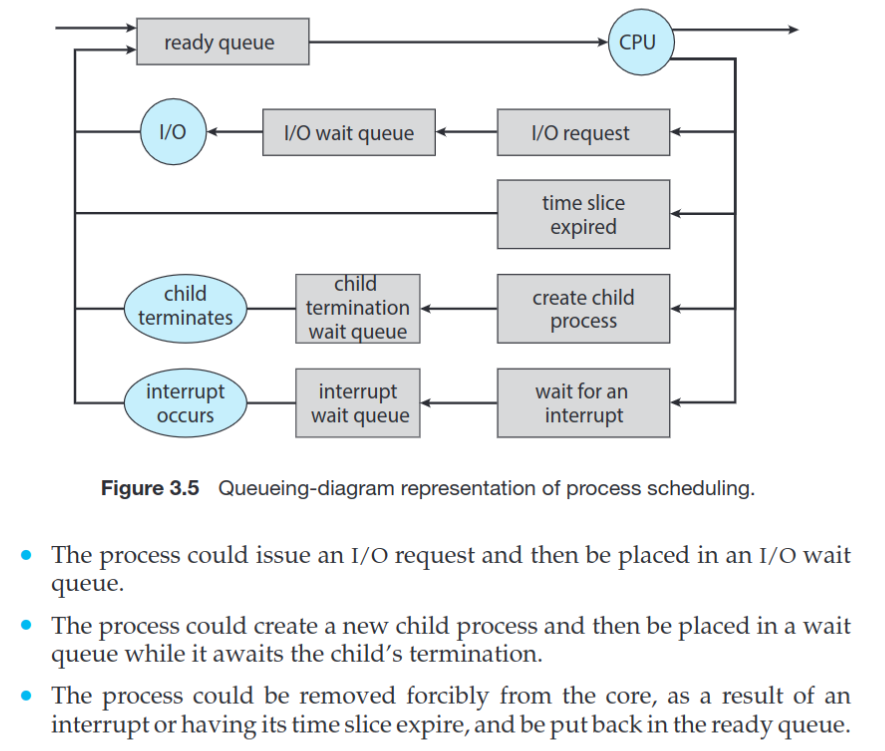 ready queue
CPU
I/O
I/O wait queue
I/O request
time slice
expired
child
terminates
child
termination
wait queue
create child
process
interrupt
occurs
interrupt
wait queue
wait for an
interrupt
Figure 3.5 Queueing-diagram representation of process scheduling.
• The process could issue an I/O request and then be placed in an I/O wait
queue.
• The process could create a new child process and then be placed in a wait
queue while it awaits the child's termination.
• The process could be removed forcibly from the core, as a result of an
interrupt or having its time slice expire, and be put back in the ready queue.